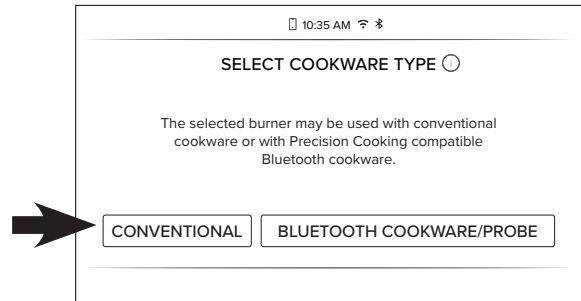 10:35 AM
SELECT COOKWARE TYPE i
The selected burner may be used with conventional
cookware or with Precision Cooking compatible
Bluetooth cookware.
CONVENTIONAL BLUETOOTH COOKWARE/PROBE